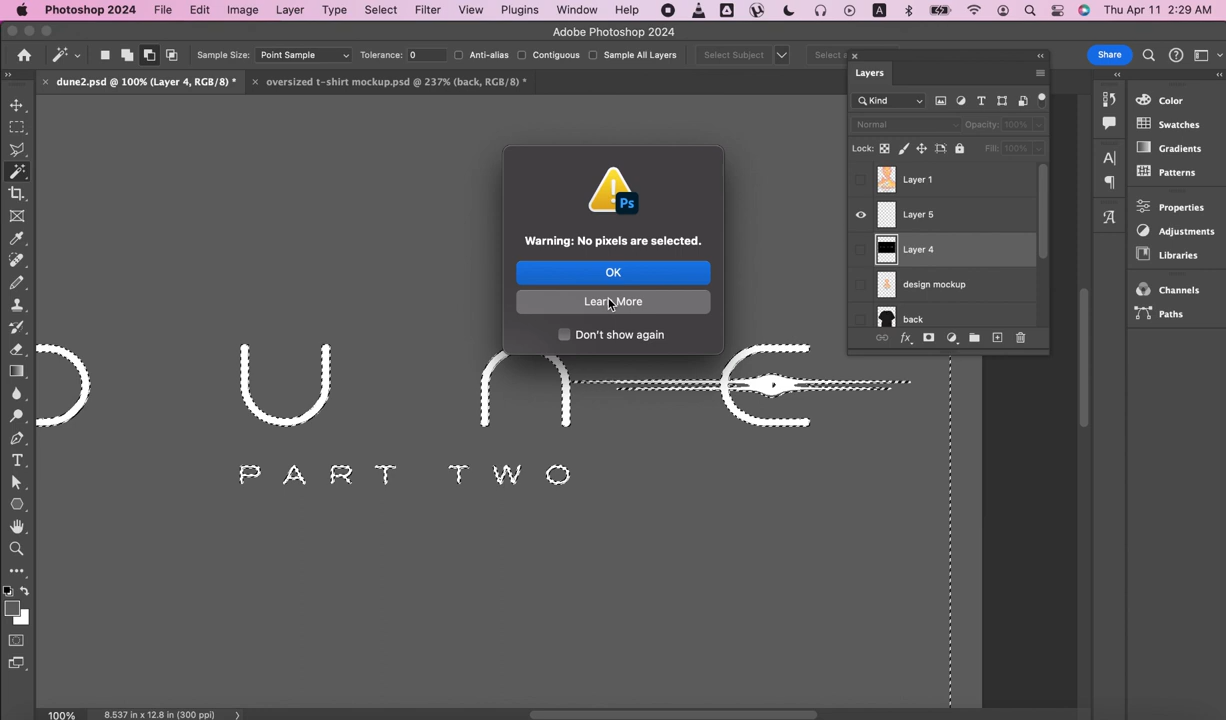 Photoshop 2024 File Edit Image Layer Type Select Filter View Plugins Window Help A Thu Apr 11 2:29 AM
Adobe Photoshop 2024
Sample Size: Point Sample Tolerance: 0 Anti-alias Contiguous Sample All Layers Select Subject Select a Share
dune2.psd @ 100% (Layer 4, RGB/8) * oversized t-shirt mockup.psd @ 237% (back, RGB/8) *
Layers
Kind
Normal Opacity: 100%
Lock: Fill: 100%
Layer 1
Layer 5
Layer 4
design mockup
back
Color
Swatches
Gradients
Patterns
Properties
Adjustments
Libraries
Channels
Paths
Ps
Warning: No pixels are selected.
OK
Learn More
Don't show again
PART TWO
100% 8.537 in x 12.8 in (300 ppi)